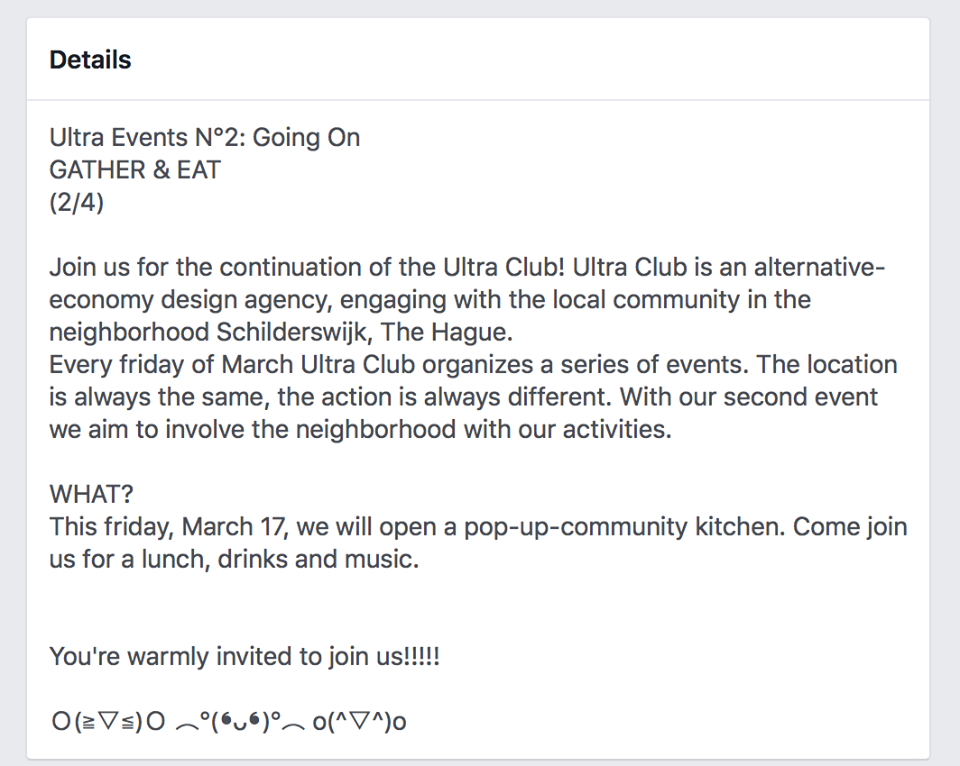 Details
Ultra Events N°2: Going On
GATHER & EAT
(2/4)
Join us for the continuation of the Ultra Club! Ultra Club is an alternative-
economy design agency, engaging with the local community in the
neighborhood Schilderswijk, The Hague.
Every friday of March Ultra Club organizes a series of events. The location
is always the same, the action is always different. With our second event
we aim to involve the neighborhood with our activities.
WHAT?
This friday, March 17, we will open a pop-up-community kitchen. Come join
us for a lunch, drinks and music.
You're warmly invited to join us!!!!!
O(≧▽≦)O ︵°(❛ᴗ❛)°︵ o(^▽^)o